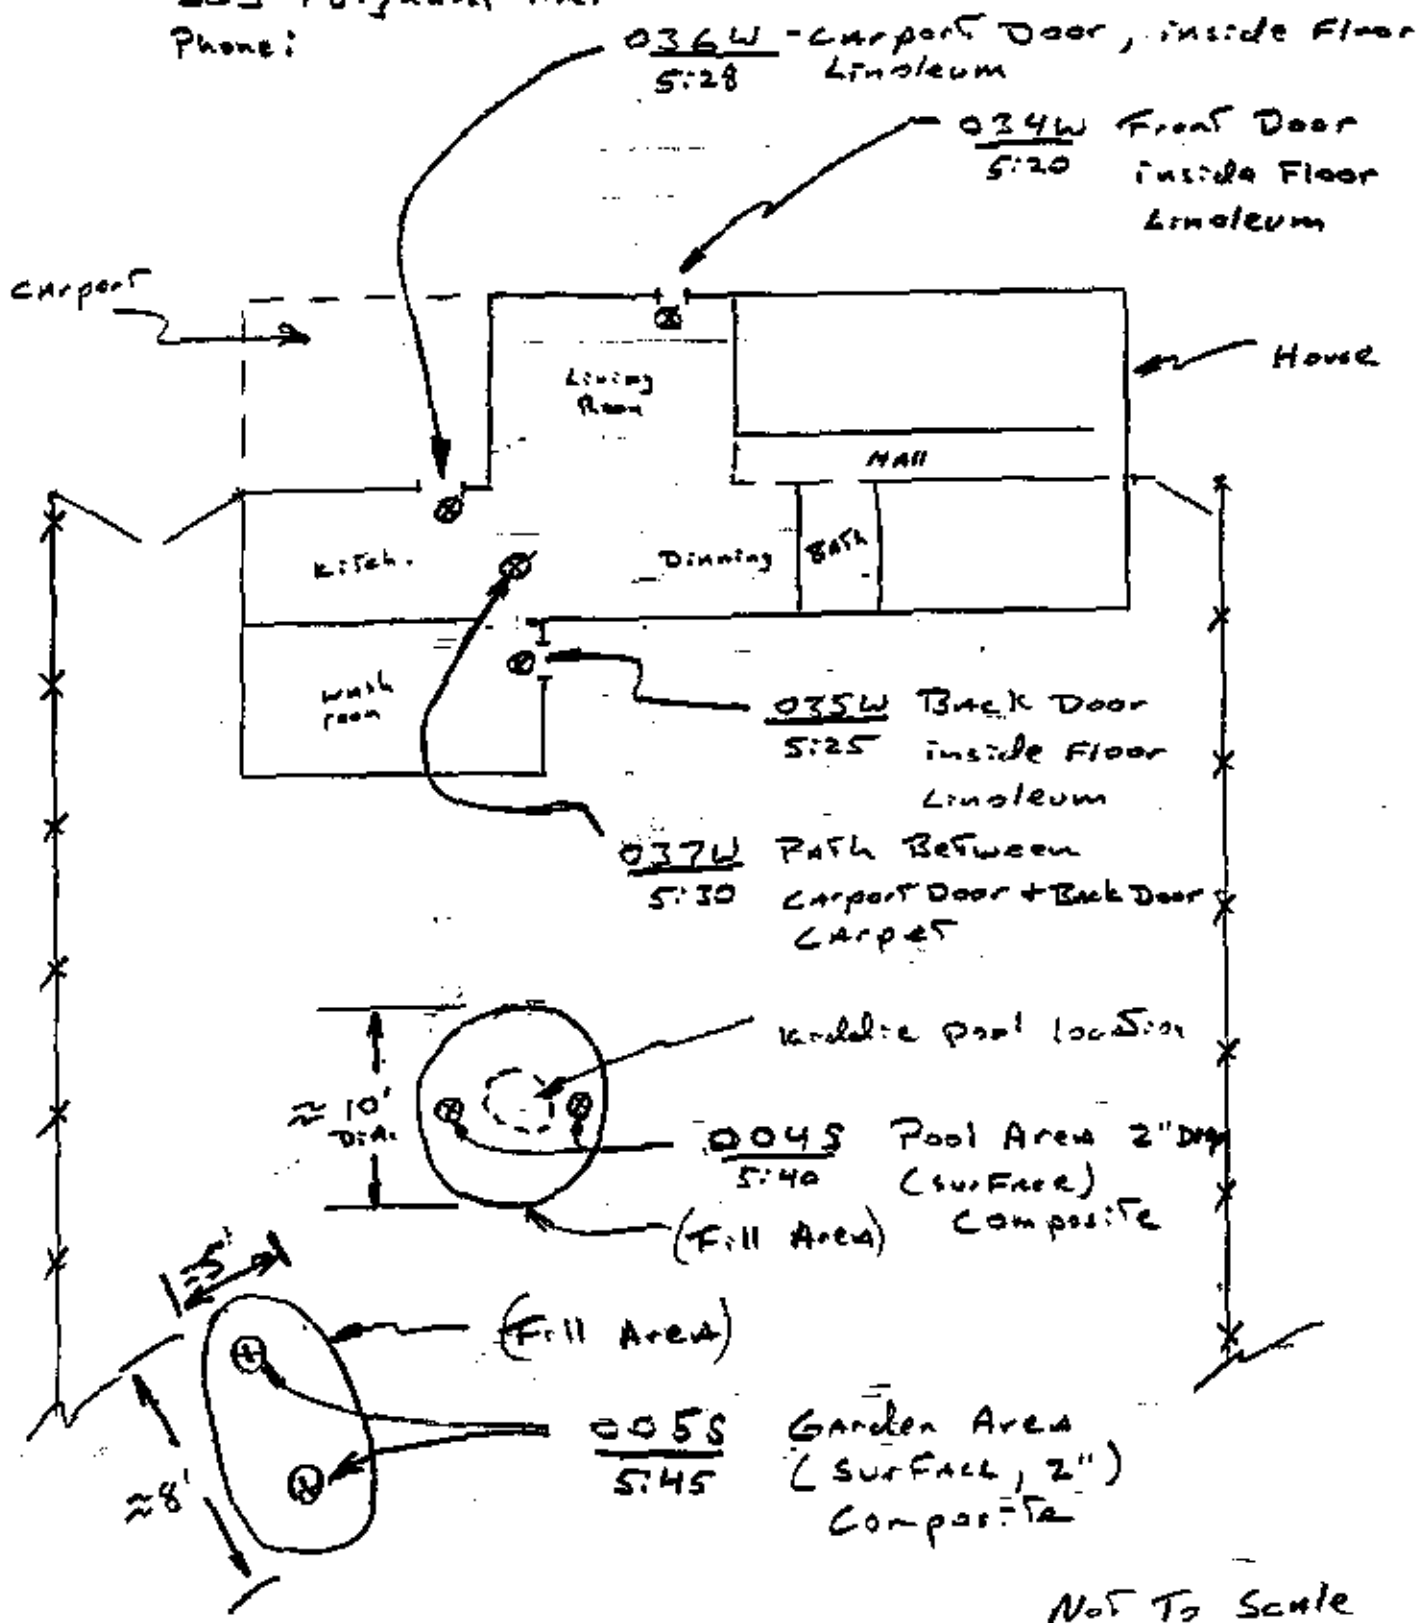 Phone:
036W - Carport Door, inside Floor
5:28 Linoleum
034W Front Door
5:20 inside Floor
Linoleum
Carport
House
Living
Room
Hall
Kitch.
Dinning
Bath
wash
room
035W Back Door
5:25 inside Floor
Linoleum
037W Path Between
5:30 Carport Door + Back Door
Carpet
Kiddie pool location
≈ 10'
DIA.
004S Pool Area 2"
5:40 (surface)
Composite
(Fill Area)
≈5'
(Fill Area)
005S Garden Area
5:45 (Surface, 2")
Composite
≈8'
Not To Scale